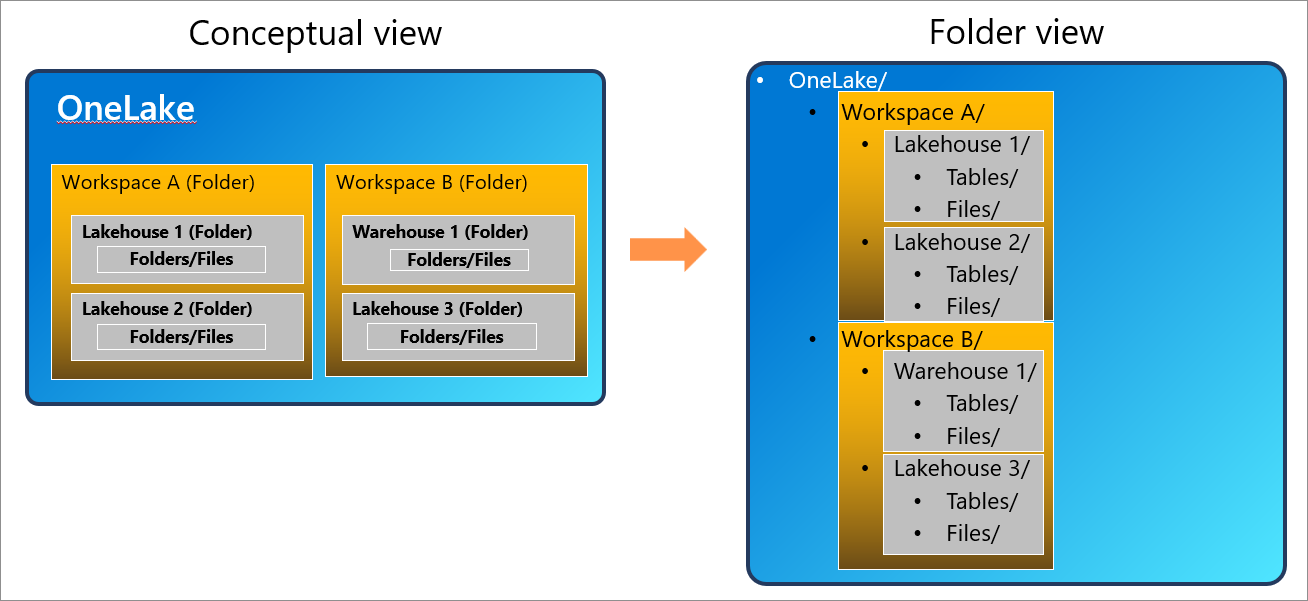 Conceptual view
OneLake
Workspace A (Folder)
Lakehouse 1 (Folder)
Folders/Files
Lakehouse 2 (Folder)
Folders/Files
Workspace B (Folder)
Warehouse 1 (Folder)
Folders/Files
Lakehouse 3 (Folder)
Folders/Files
Folder view
• OneLake/
• Workspace A/
• Lakehouse 1/
• Tables/
• Files/
• Lakehouse 2/
• Tables/
• Files/
• Workspace B/
• Warehouse 1/
• Tables/
• Files/
• Lakehouse 3/
• Tables/
• Files/